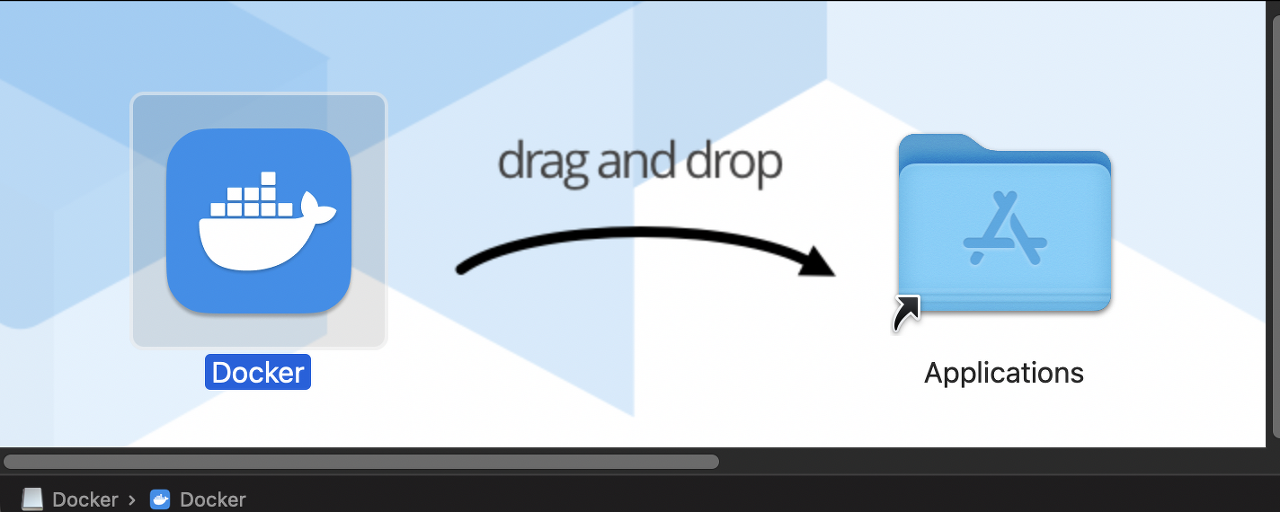 drag and drop
Docker
Applications
Docker › Docker